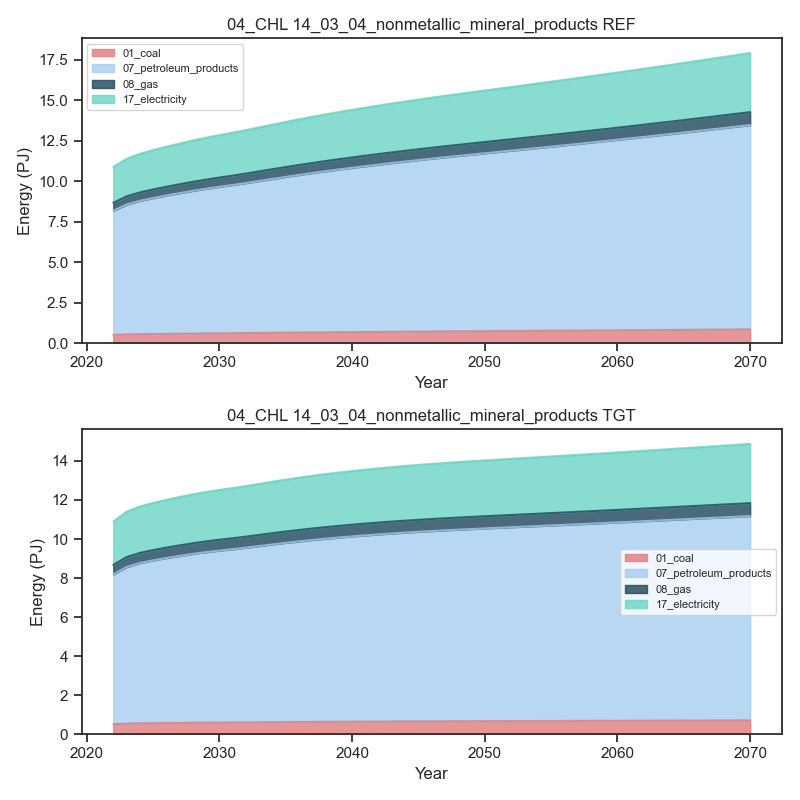 04_CHL 14_03_04_nonmetallic_mineral_products REF
01_coal
07_petroleum_products
08_gas
17_electricity
17.5
15.0
12.5
10.0
7.5
5.0
2.5
0.0
Energy (PJ)
2020 2030 2040 2050 2060 2070
Year
04_CHL 14_03_04_nonmetallic_mineral_products TGT
14
12
10
8
6
4
2
0
Energy (PJ)
01_coal
07_petroleum_products
08_gas
17_electricity
2020 2030 2040 2050 2060 2070
Year